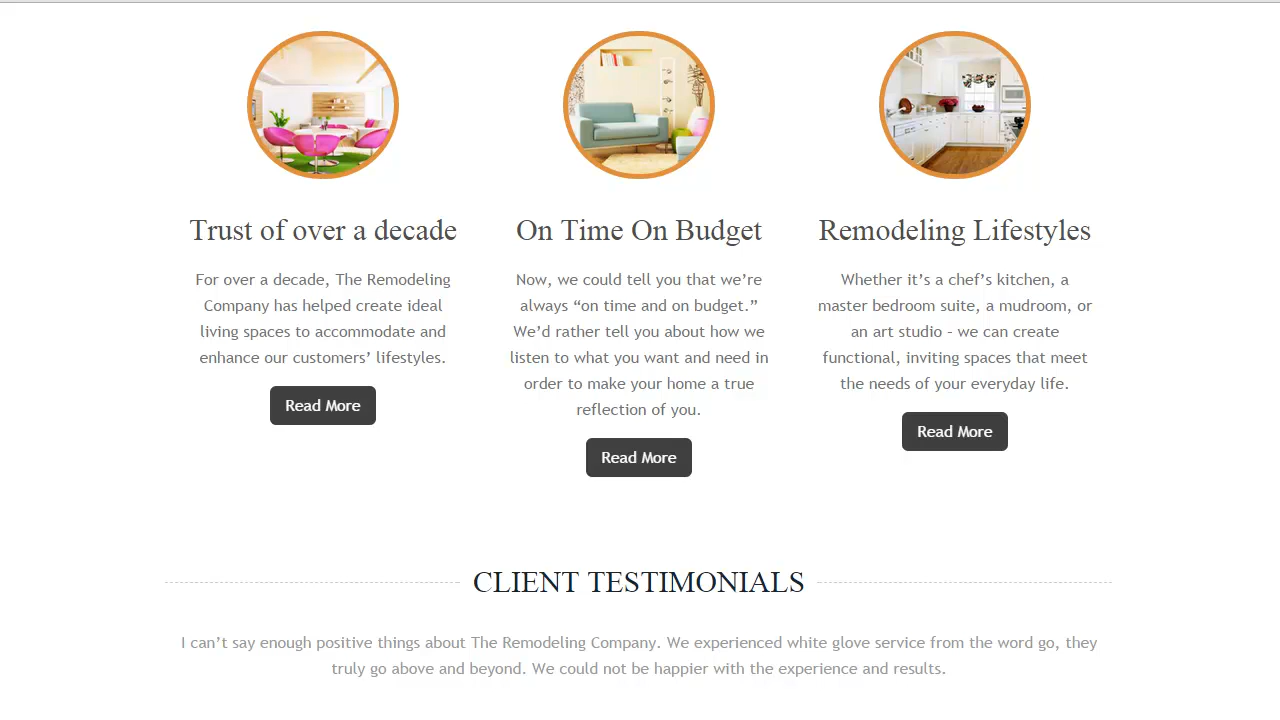 Trust of over a decade
For over a decade, The Remodeling
Company has helped create ideal
living spaces to accommodate and
enhance our customers’ lifestyles.
Read More
On Time On Budget
Now, we could tell you that we’re
always “on time and on budget.”
We’d rather tell you about how we
listen to what you want and need in
order to make your home a true
reflection of you.
Read More
Remodeling Lifestyles
Whether it’s a chef’s kitchen, a
master bedroom suite, a mudroom, or
an art studio – we can create
functional, inviting spaces that meet
the needs of your everyday life.
Read More
CLIENT TESTIMONIALS
I can’t say enough positive things about The Remodeling Company. We experienced white glove service from the word go, they
truly go above and beyond. We could not be happier with the experience and results.